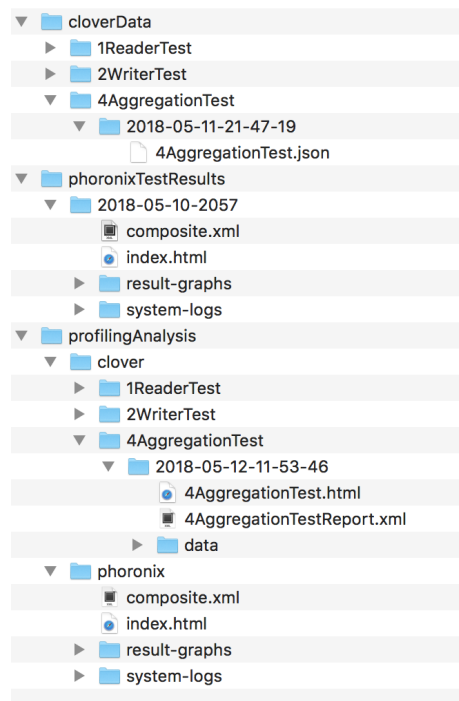 cloverData
1ReaderTest
2WriterTest
4AggregationTest
2018-05-11-21-47-19
4AggregationTest.json
phoronixTestResults
2018-05-10-2057
composite.xml
index.html
result-graphs
system-logs
profilingAnalysis
clover
1ReaderTest
2WriterTest
4AggregationTest
2018-05-12-11-53-46
4AggregationTest.html
4AggregationTestReport.xml
data
phoronix
composite.xml
index.html
result-graphs
system-logs